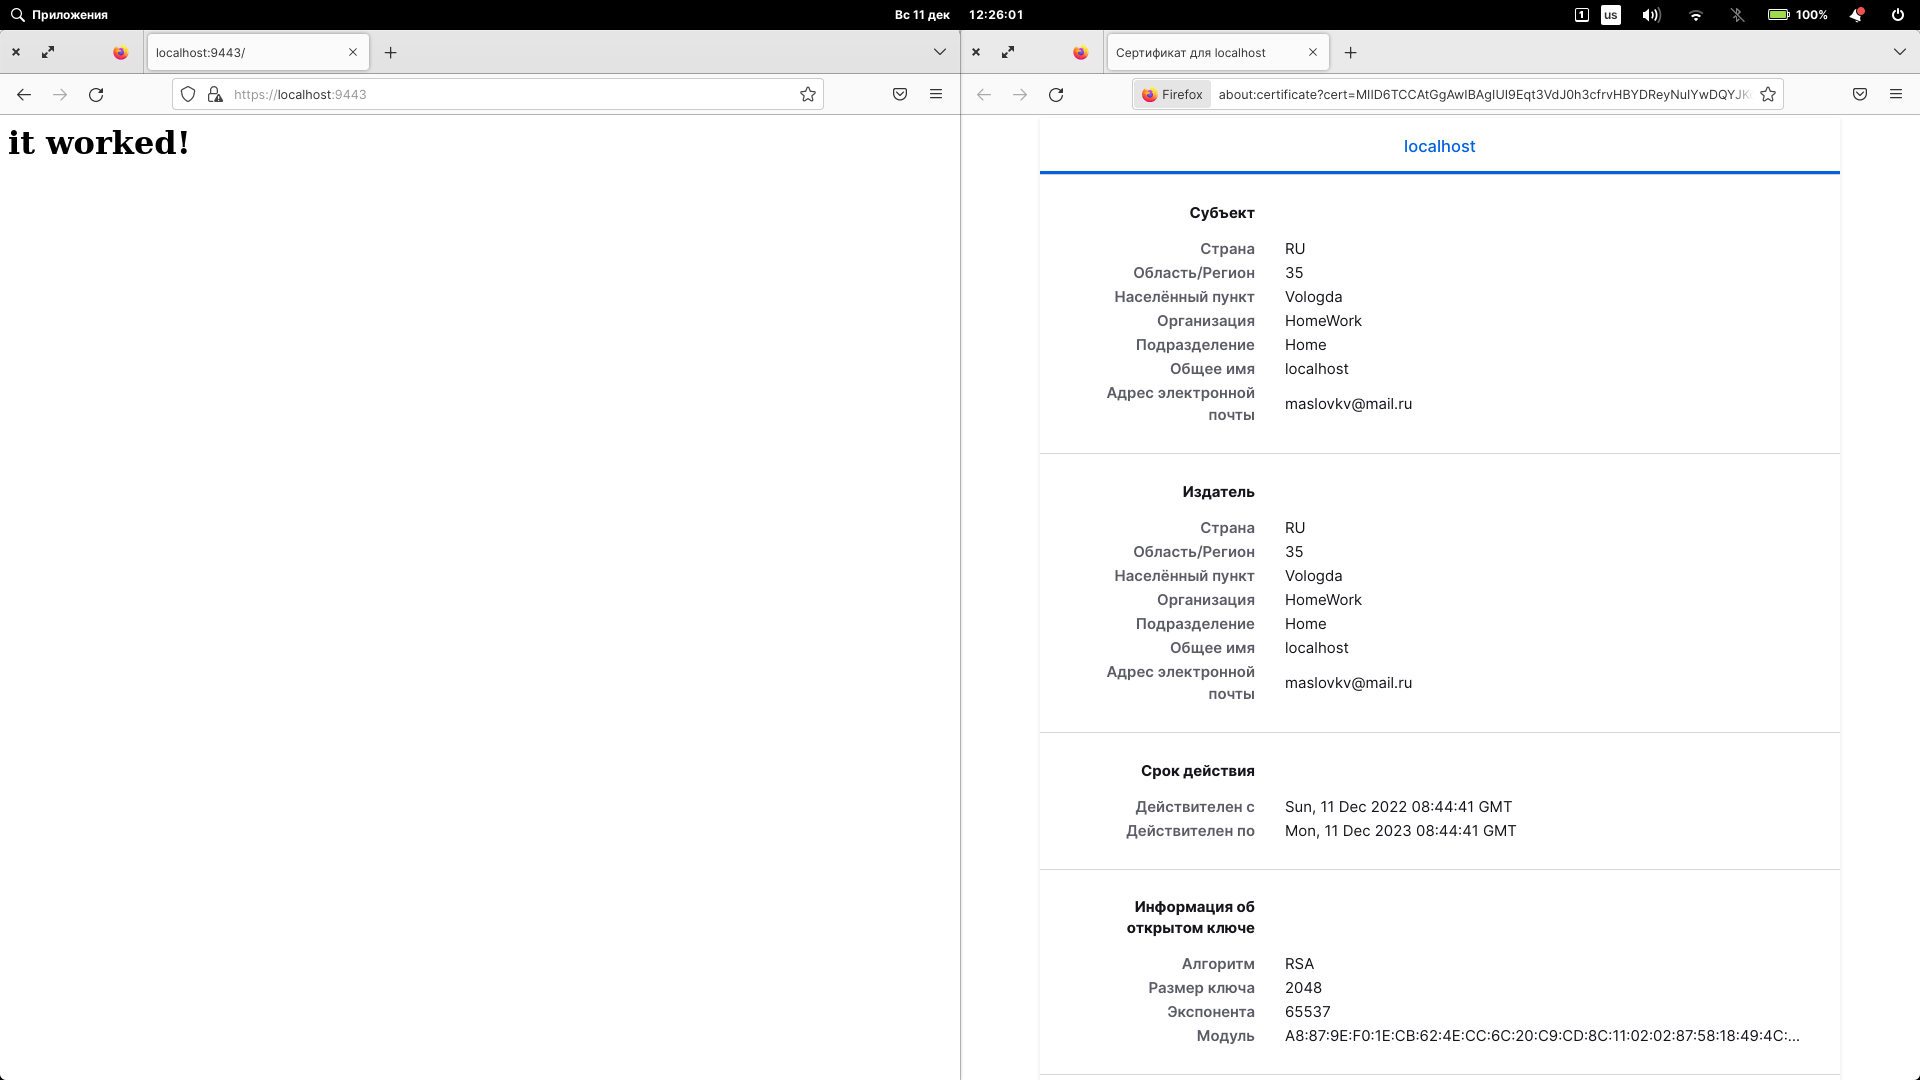 Приложения
Вс 11 дек 12:26:01
1 us 100%
localhost:9443/
https://localhost:9443
it worked!
Сертификат для localhost
Firefox about:certificate?cert=MIID6TCCAtGgAwIBAgIUI9Eqt3VdJ0h3cfrvHBYDReyNulYwDQYJK
localhost
Субъект
Страна RU
Область/Регион 35
Населённый пункт Vologda
Организация HomeWork
Подразделение Home
Общее имя localhost
Адрес электронной
почты maslovkv@mail.ru
Издатель
Страна RU
Область/Регион 35
Населённый пункт Vologda
Организация HomeWork
Подразделение Home
Общее имя localhost
Адрес электронной
почты maslovkv@mail.ru
Срок действия
Действителен с Sun, 11 Dec 2022 08:44:41 GMT
Действителен по Mon, 11 Dec 2023 08:44:41 GMT
Информация об
открытом ключе
Алгоритм RSA
Размер ключа 2048
Экспонента 65537
Модуль A8:87:9E:F0:1E:CB:62:4E:CC:6C:20:C9:CD:8C:11:02:02:87:58:18:49:4C:...